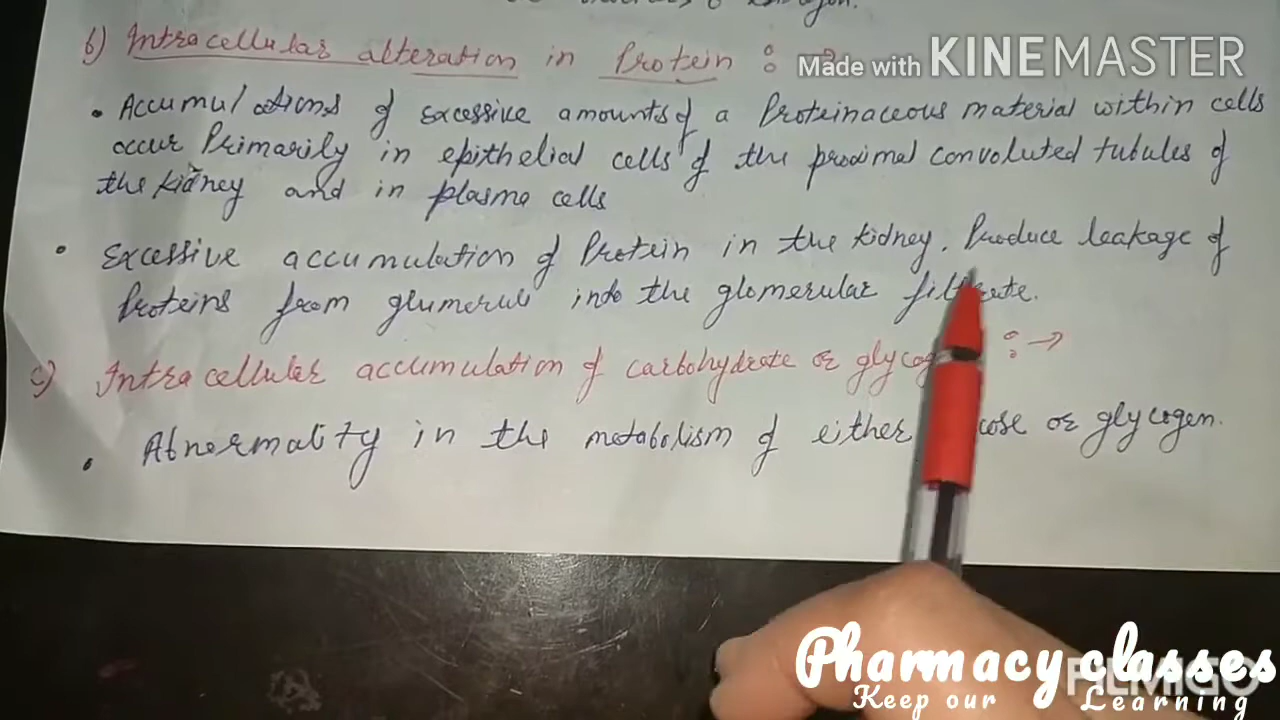 b) Intracellular alteration in Protein :→
Made with KINEMASTER
• Accumulations of excessive amounts of a Proteinaceous material within cells
occur Primarily in epithelial cells of the proximal convoluted tubules of
the kidney and in plasma cells
• Excessive accumulation of Protein in the kidney. Produce leakage of
Proteins from glumeruli into the glomerular filtrate.
c) Intracellular accumulation of carbohydrate or :→
• Abnormality in the metabolism of either or glycogen.
Pharmacy classes
Keep our Learning
FILMIGO